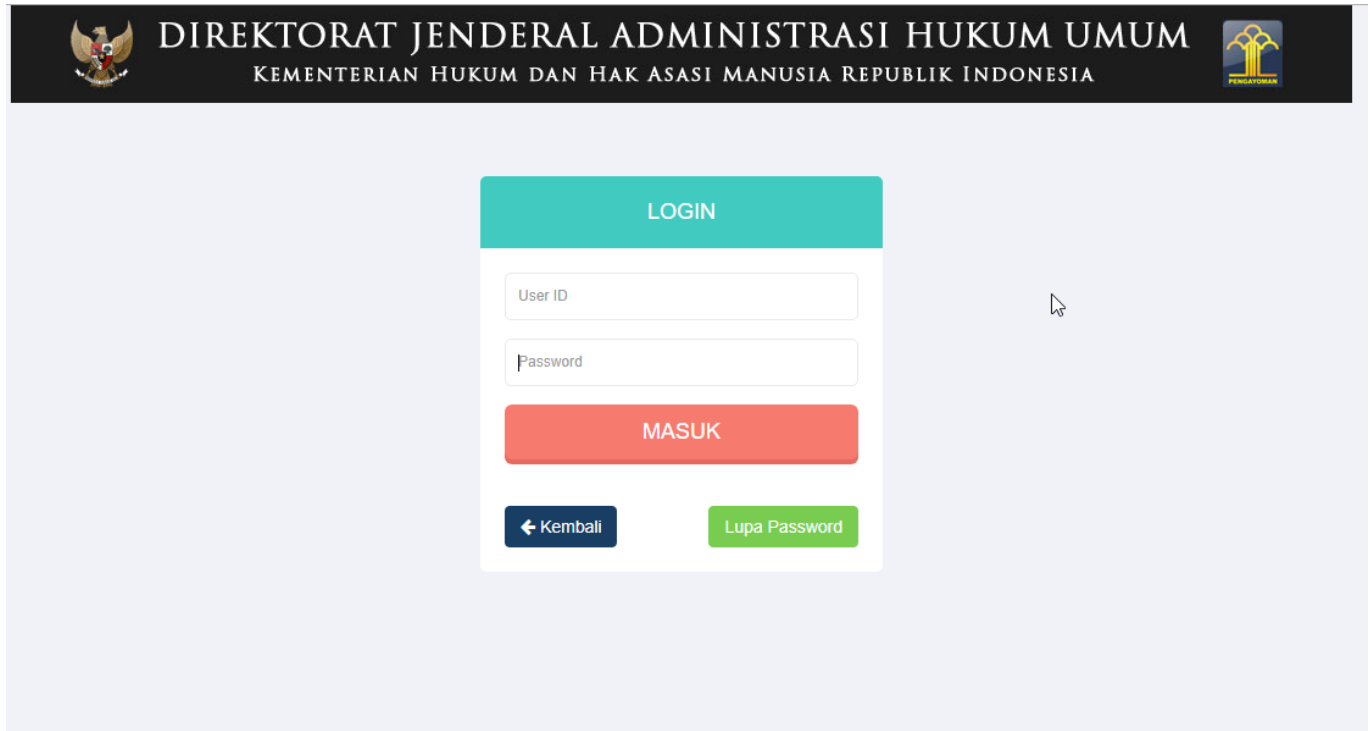 DIREKTORAT JENDERAL ADMINISTRASI HUKUM UMUM
KEMENTERIAN HUKUM DAN HAK ASASI MANUSIA REPUBLIK INDONESIA
PENGAYOMAN
LOGIN
User ID
Password
MASUK
Kembali
Lupa Password